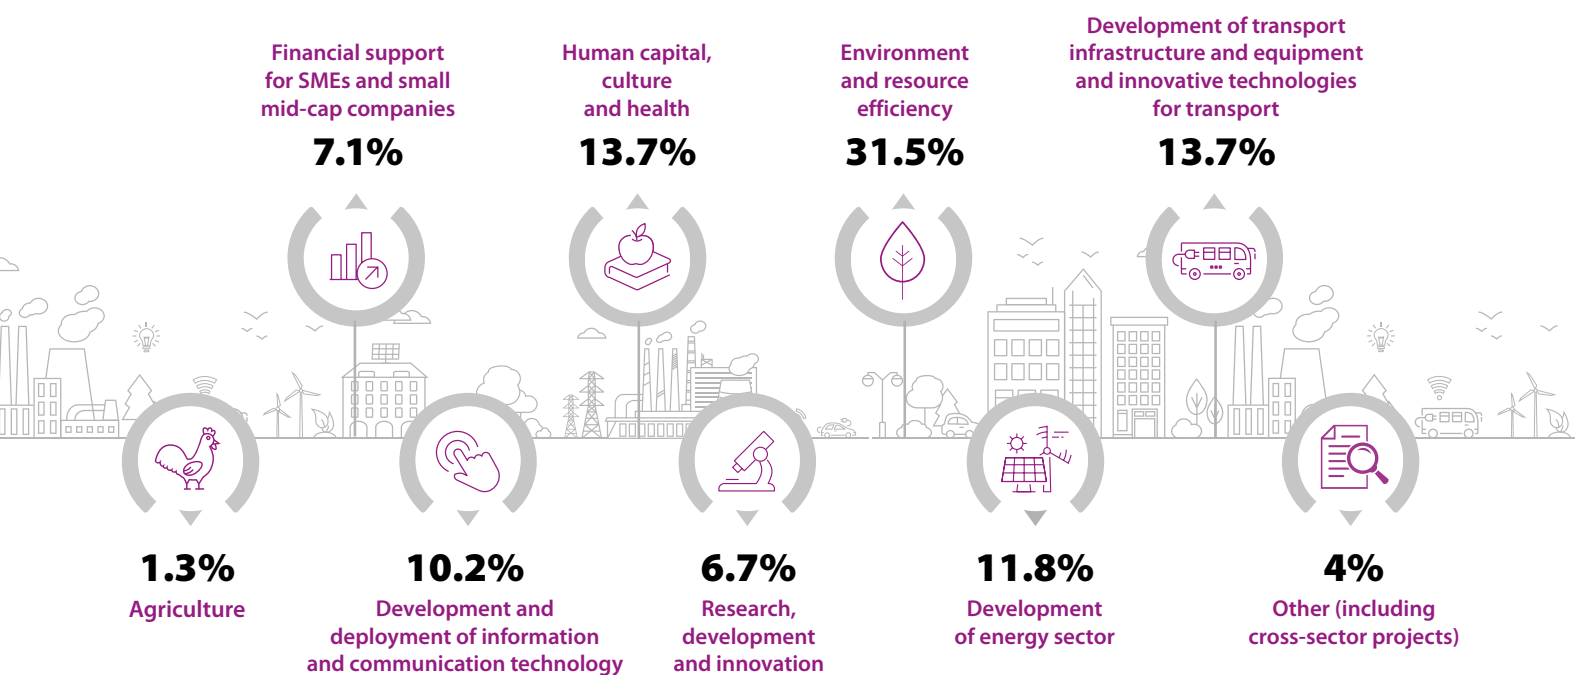 Financial support
for SMEs and small
mid-cap companies
7.1%
Human capital,
culture
and health
13.7%
Environment
and resource
efficiency
31.5%
Development of transport
infrastructure and equipment
and innovative technologies
for transport
13.7%
1.3%
Agriculture
10.2%
Development and
deployment of information
and communication technology
6.7%
Research,
development
and innovation
11.8%
Development
of energy sector
4%
Other (including
cross-sector projects)